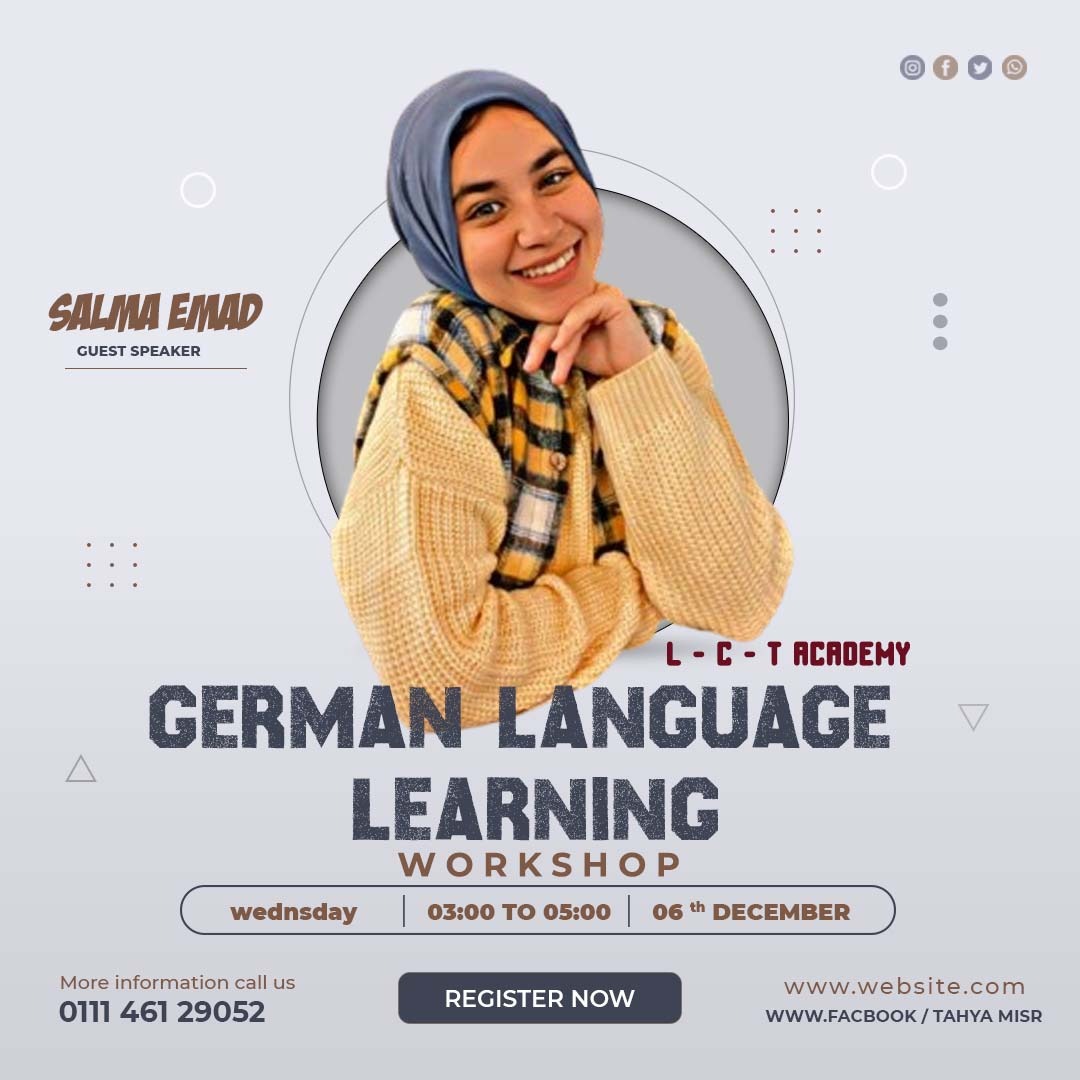 SALMA EMAD
GUEST SPEAKER
L - C - T ACADEMY
GERMAN LANGUAGE
LEARNING
WORKSHOP
wednsday | 03:00 TO 05:00 | 06 th DECEMBER
More information call us
0111 461 29052
REGISTER NOW
www.website.com
WWW.FACBOOK / TAHYA MISR